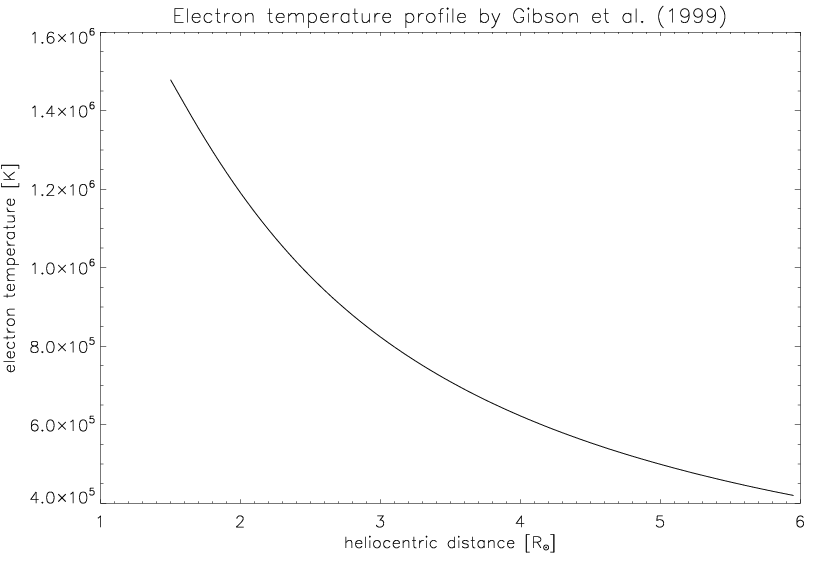 Electron temperature profile by Gibson et al. (1999)
1.6×10⁶
1.4×10⁶
1.2×10⁶
1.0×10⁶
8.0×10⁵
6.0×10⁵
4.0×10⁵
electron temperature [K]
1 2 3 4 5 6
heliocentric distance [R☉]